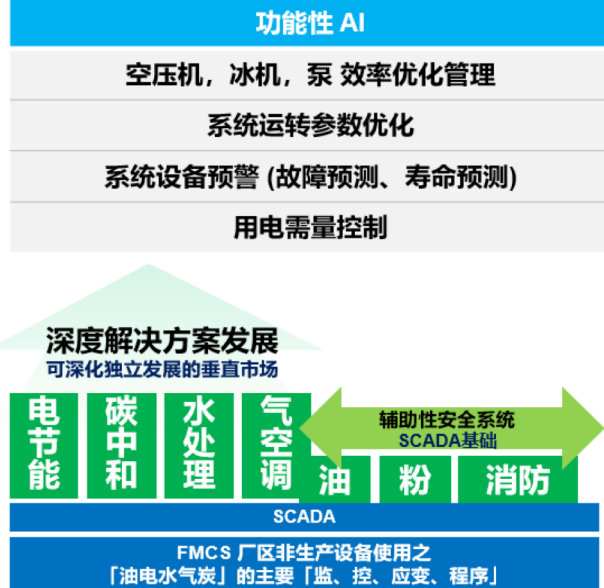 功能性 AI
空压机，冰机，泵 效率优化管理
系统运转参数优化
系统设备预警 (故障预测、寿命预测)
用电需量控制
深度解决方案发展
可深化独立发展的垂直市场
电节能
碳中和
水处理
气空调
辅助性安全系统
SCADA基础
油
粉
消防
SCADA
FMCS 厂区非生产设备使用之
「油电水气炭」的主要「监、控、应变、程序」